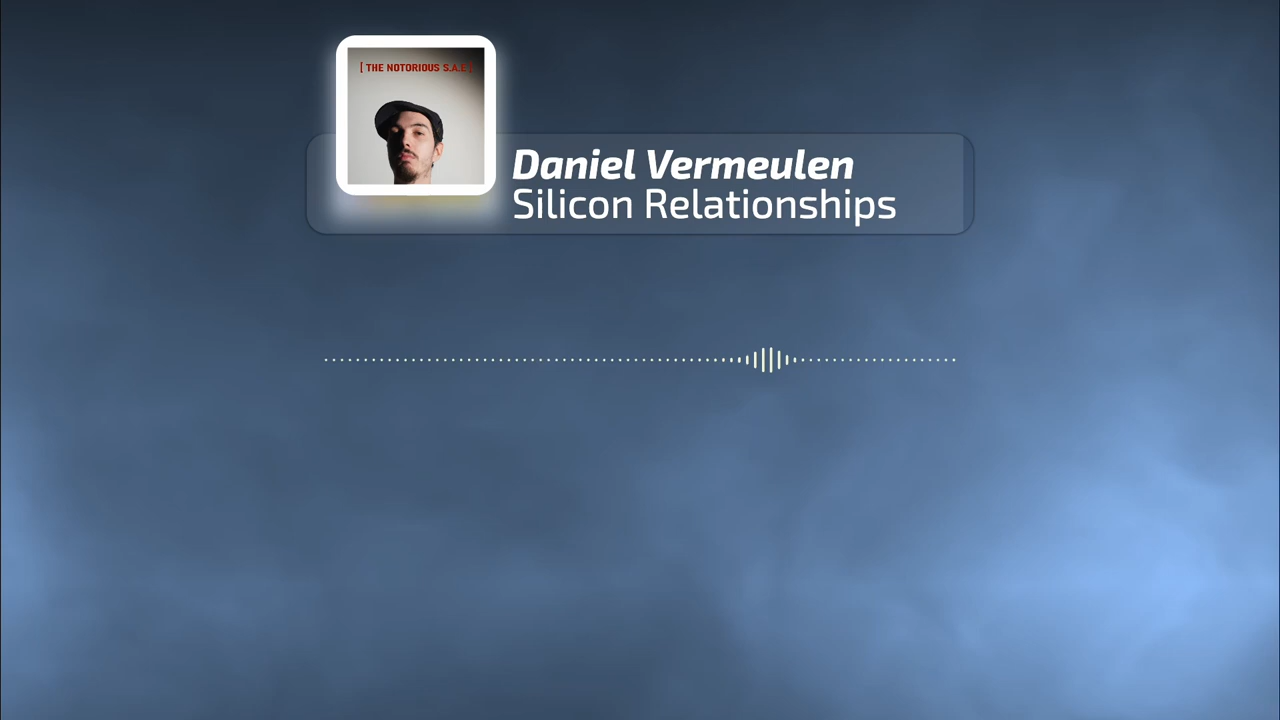 [ THE NOTORIOUS S.A.E ]
Daniel Vermeulen
Silicon Relationships